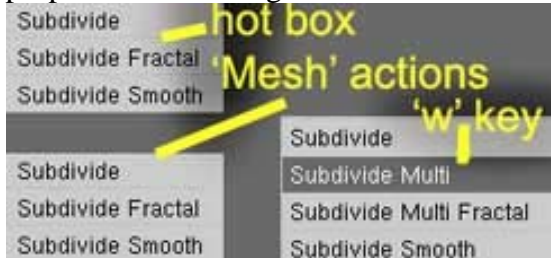 Subdivide
Subdivide Fractal
Subdivide Smooth
hot box
'Mesh' actions
'w' key
Subdivide
Subdivide Fractal
Subdivide Smooth
Subdivide
Subdivide Multi
Subdivide Multi Fractal
Subdivide Smooth